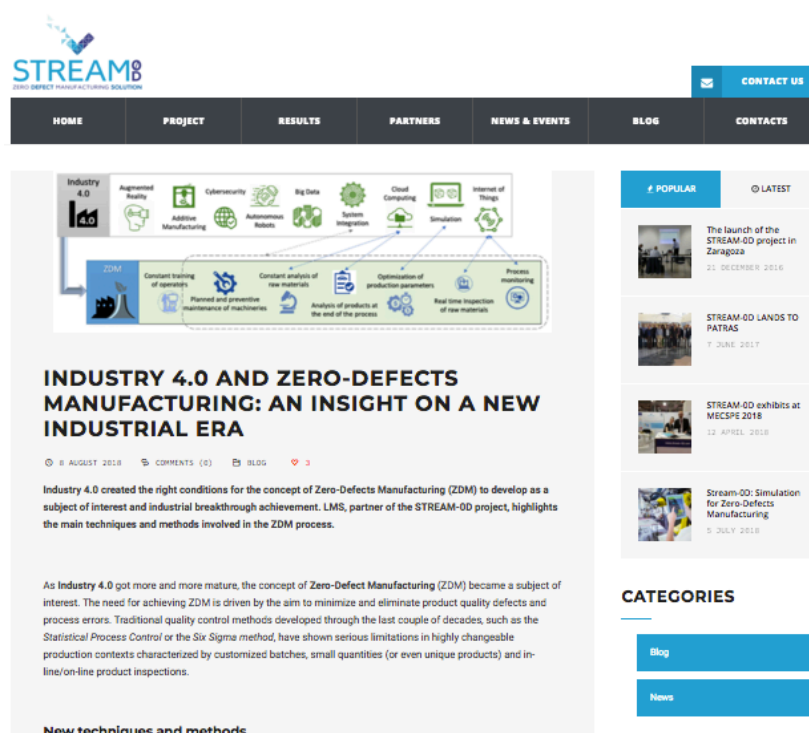 STREAM0D
ZERO DEFECT MANUFACTURING SOLUTION
CONTACT US
HOME
PROJECT
RESULTS
PARTNERS
NEWS & EVENTS
BLOG
CONTACTS
Industry
4.0
4.0
Augmented
Reality
Additive
Manufacturing
Cybersecurity
Autonomous
Robots
Big Data
System
Integration
Cloud
Computing
Simulation
Internet of
Things
ZDM
Constant training
of operators
Planned and preventive
maintenance of machineries
Constant analysis of
raw materials
Analysis of products at
the end of the process
Optimization of
production parameters
Real time inspection
of raw materials
Process
monitoring
INDUSTRY 4.0 AND ZERO-DEFECTS
MANUFACTURING: AN INSIGHT ON A NEW
INDUSTRIAL ERA
8 AUGUST 2018
COMMENTS (0)
BLOG
3
Industry 4.0 created the right conditions for the concept of Zero-Defects Manufacturing (ZDM) to develop as a
subject of interest and industrial breakthrough achievement. LMS, partner of the STREAM-0D project, highlights
the main techniques and methods involved in the ZDM process.
As Industry 4.0 got more and more mature, the concept of Zero-Defect Manufacturing (ZDM) became a subject of
interest. The need for achieving ZDM is driven by the aim to minimize and eliminate product quality defects and
process errors. Traditional quality control methods developed through the last couple of decades, such as the
Statistical Process Control or the Six Sigma method, have shown serious limitations in highly changeable
production contexts characterized by customized batches, small quantities (or even unique products) and in-
line/on-line product inspections.
New techniques and methods
POPULAR
LATEST
The launch of the
STREAM-0D project in
Zaragoza
21 DECEMBER 2016
STREAM-0D LANDS TO
PATRAS
7 JUNE 2017
STREAM-0D exhibits at
MECSPE 2018
12 APRIL 2018
Stream-0D: Simulation
for Zero-Defects
Manufacturing
5 JULY 2018
CATEGORIES
Blog
News